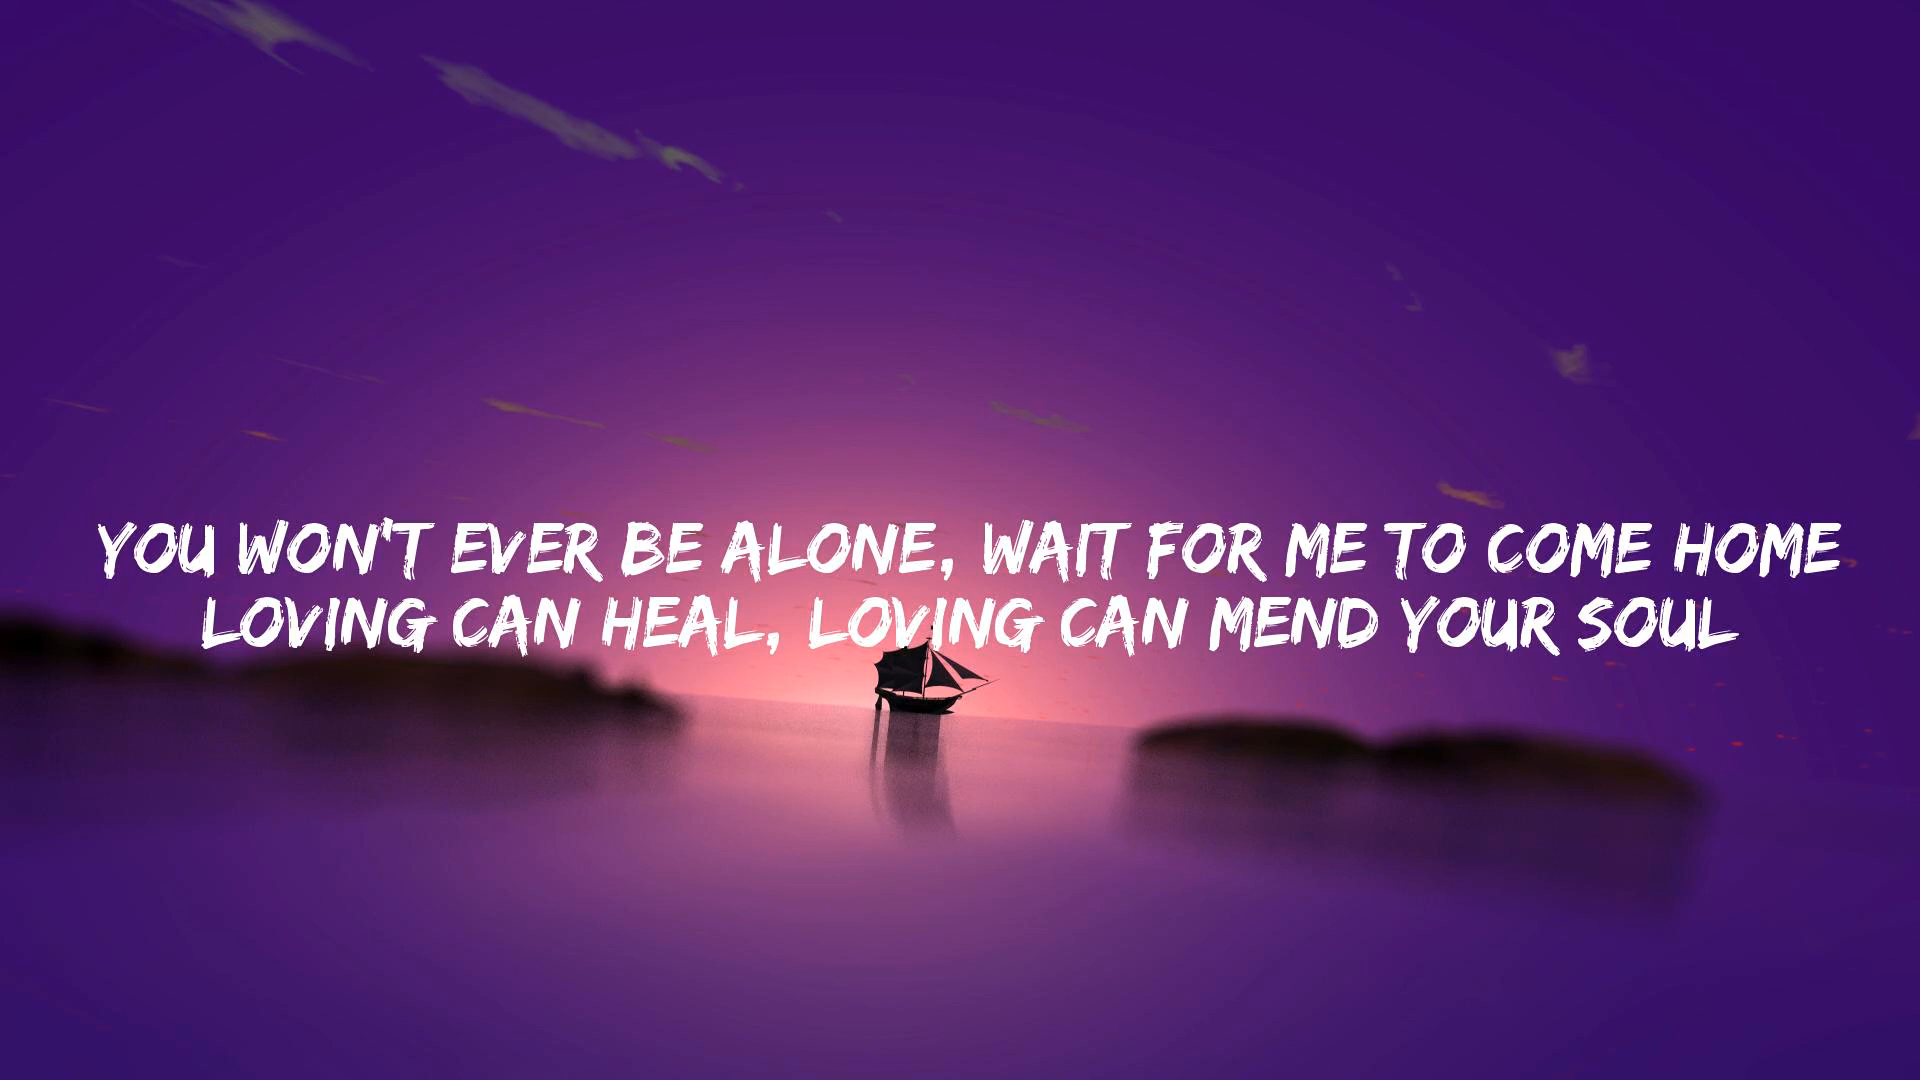 YOU WON'T EVER BE ALONE, WAIT FOR ME TO COME HOME
LOVING CAN HEAL, LOVING CAN MEND YOUR SOUL